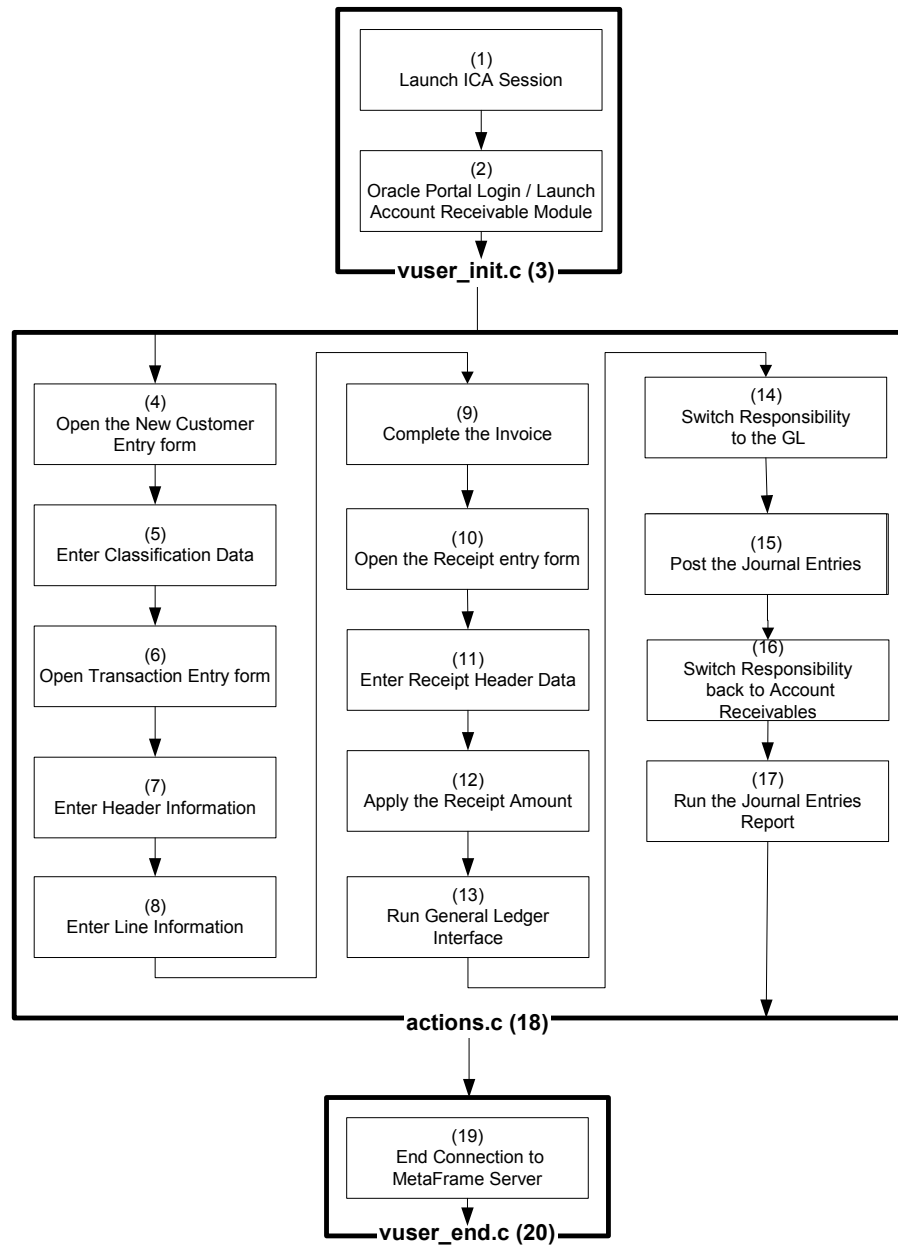 (1)
Launch ICA Session
(2)
Oracle Portal Login / Launch
Account Receivable Module
vuser_init.c (3)
(4)
Open the New Customer
Entry form
(5)
Enter Classification Data
(6)
Open Transaction Entry form
(7)
Enter Header Information
(8)
Enter Line Information
(9)
Complete the Invoice
(10)
Open the Receipt entry form
(11)
Enter Receipt Header Data
(12)
Apply the Receipt Amount
(13)
Run General Ledger
Interface
(14)
Switch Responsibility
to the GL
(15)
Post the Journal Entries
(16)
Switch Responsibility
back to Account
Receivables
(17)
Run the Journal Entries
Report
actions.c (18)
(19)
End Connection to
MetaFrame Server
vuser_end.c (20)